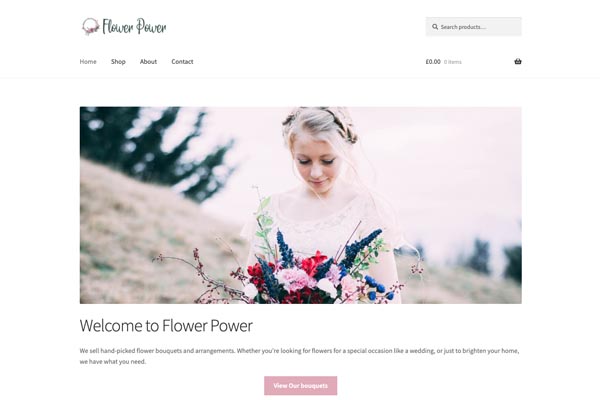 Flower Power
Search products…
Home Shop About Contact
£0.00 0 items
Welcome to Flower Power
We sell hand-picked flower bouquets and arrangements. Whether you're looking for flowers for a special occasion like a wedding, or just to brighten your home,
we have what you need.
View Our bouquets